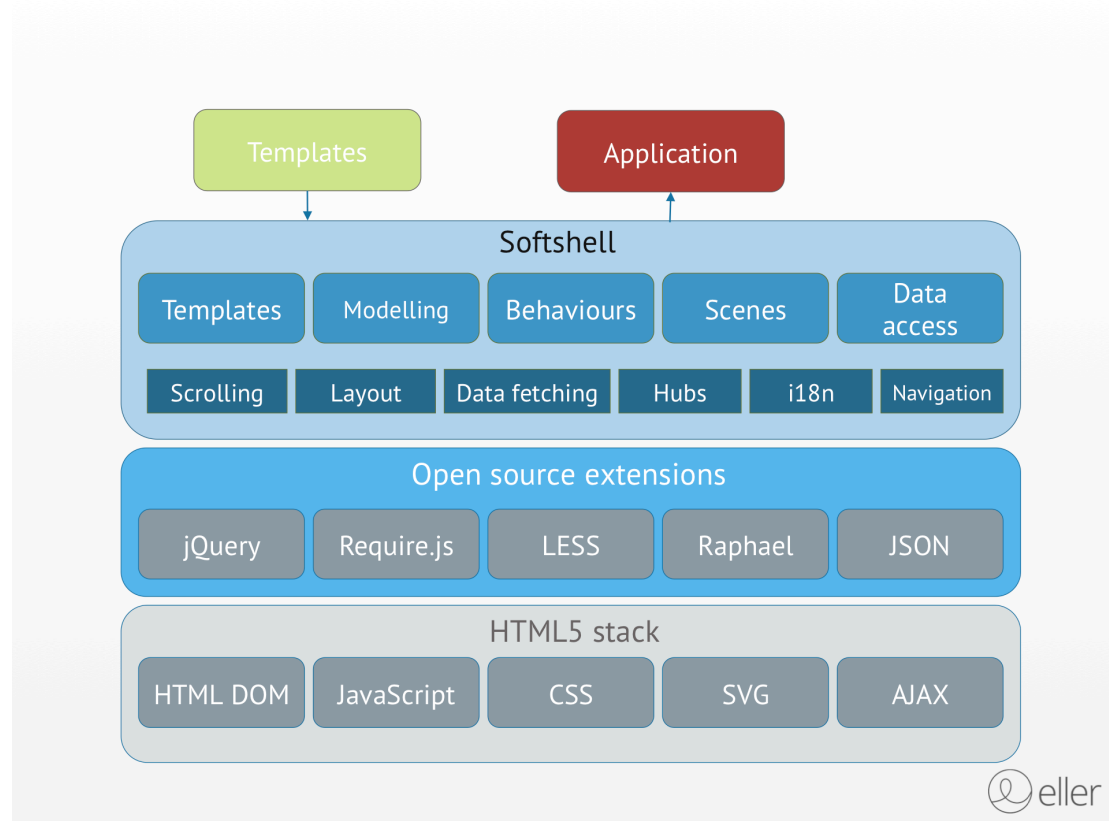 Templates
Application
Softshell
Templates
Modelling
Behaviours
Scenes
Data
access
Scrolling
Layout
Data fetching
Hubs
i18n
Navigation
Open source extensions
jQuery
Require.js
LESS
Raphael
JSON
HTML5 stack
HTML DOM
JavaScript
CSS
SVG
AJAX
eller